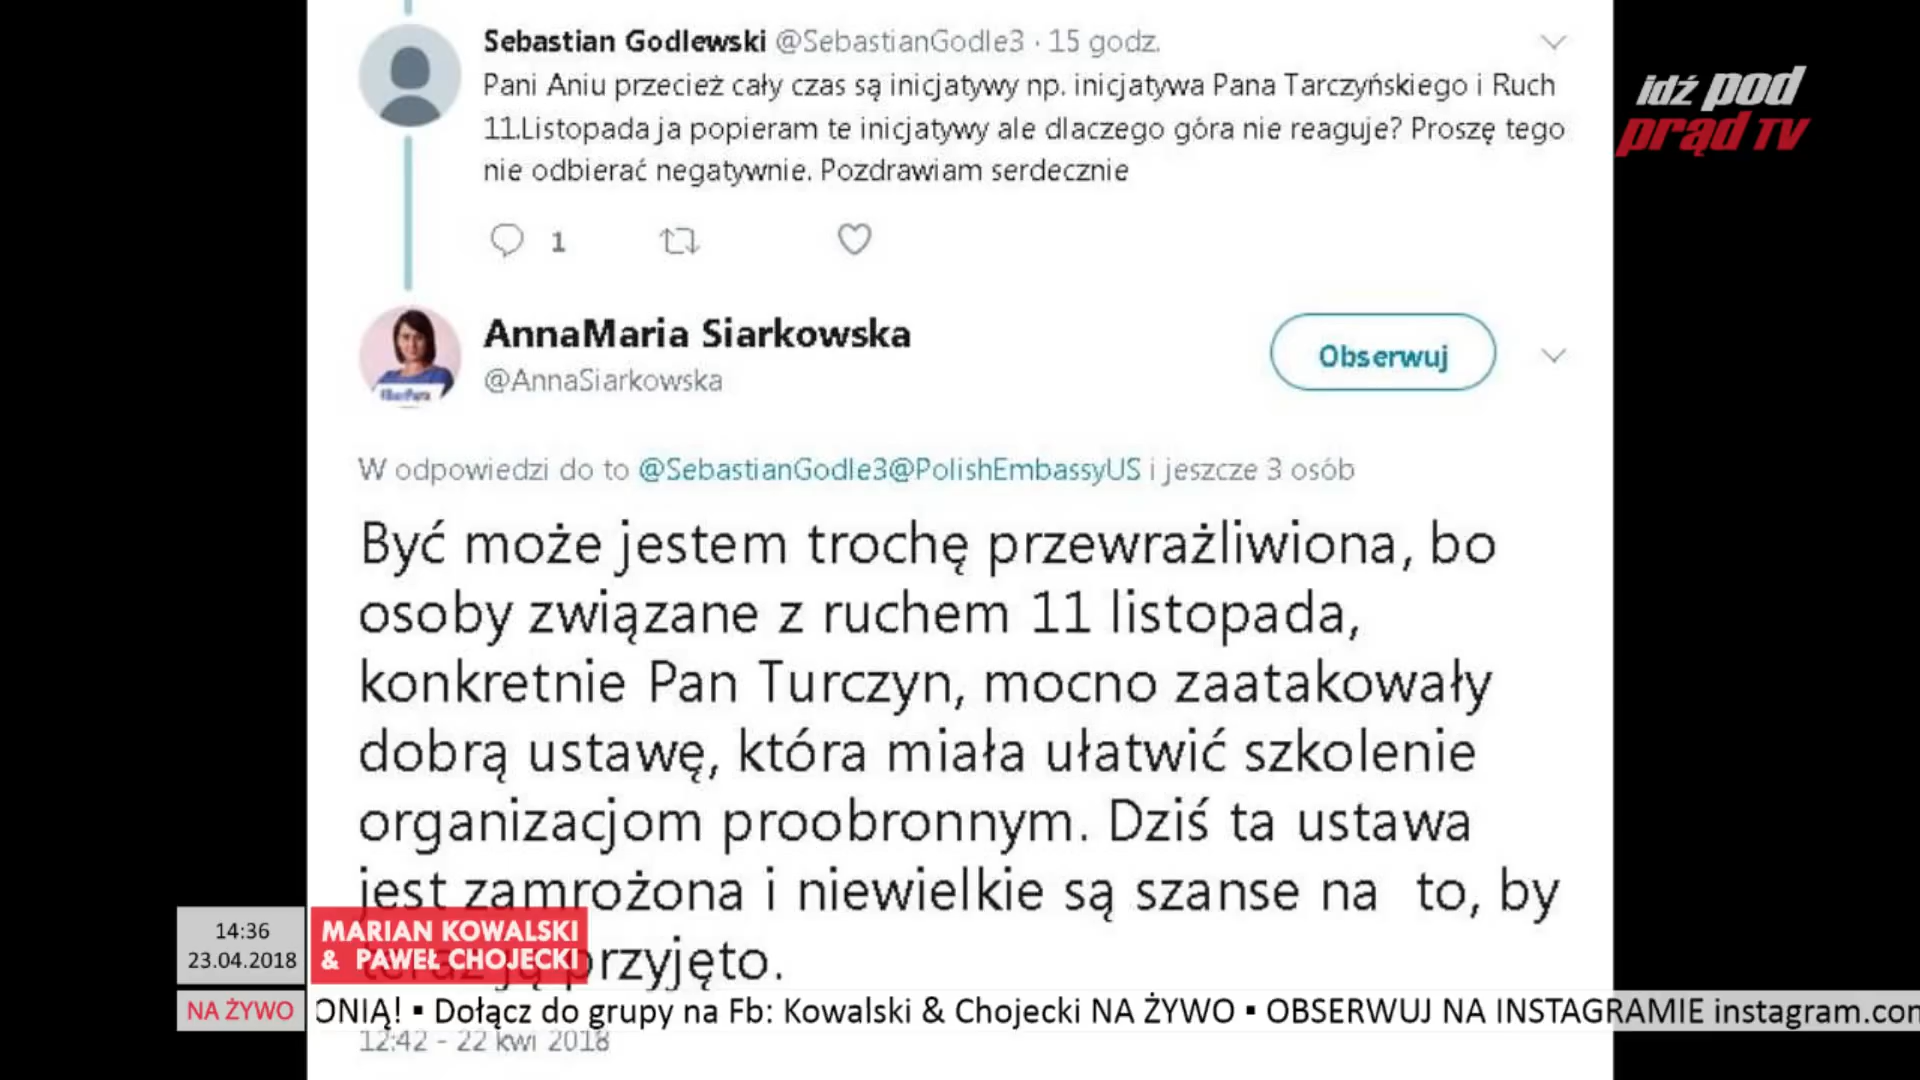 Sebastian Godlewski @SebastianGodle3 · 15 godz.
Pani Aniu przecież cały czas są inicjatywy np. inicjatywa Pana Tarczyńskiego i Ruch
11.Listopada ja popieram te inicjatywy ale dlaczego góra nie reaguje? Proszę tego
nie odbierać negatywnie. Pozdrawiam serdecznie
1
idź pod
prąd TV
AnnaMaria Siarkowska
@AnnaSiarkowska
Obserwuj
W odpowiedzi do to @SebastianGodle3@PolishEmbassyUS i jeszcze 3 osób
Być może jestem trochę przewrażliwiona, bo
osoby związane z ruchem 11 listopada,
konkretnie Pan Turczyn, mocno zaatakowały
dobrą ustawę, która miała ułatwić szkolenie
organizacjom proobronnym. Dziś ta ustawa
jest zamrożona i niewielkie są szanse na to, by
teraz ją przyjęto.
14:36
23.04.2018
MARIAN KOWALSKI
& PAWEŁ CHOJECKI
NA ŻYWO
ONIĄ! ▪ Dołącz do grupy na Fb: Kowalski & Chojecki NA ŻYWO ▪ OBSERWUJ NA INSTAGRAMIE instagram.com
12:42 - 22 kwi 2018